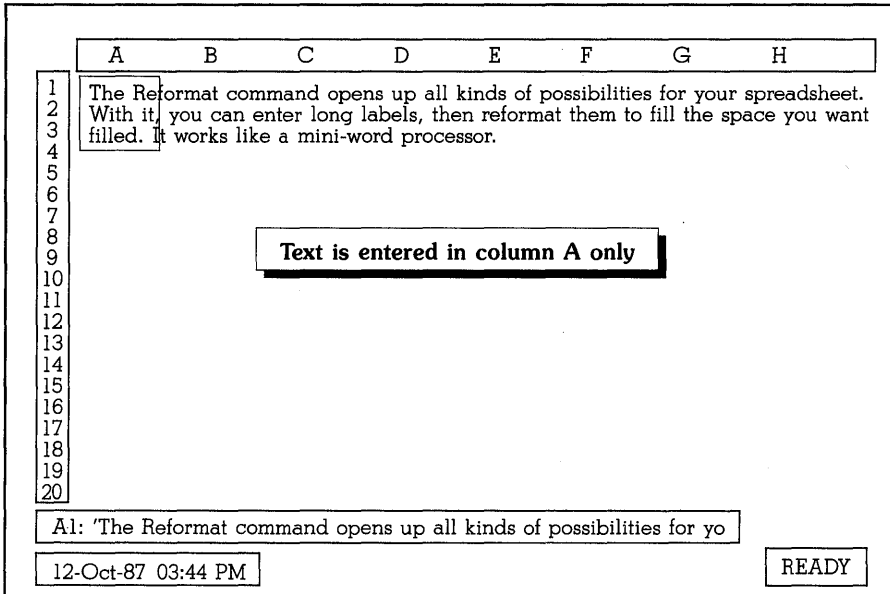 A B C D E F G H
1 The Reformat command opens up all kinds of possibilities for your spreadsheet.
2 With it, you can enter long labels, then reformat them to fill the space you want
3 filled. It works like a mini-word processor.
4
5
6
7
8
Text is entered in column A only
9
10
11
12
13
14
15
16
17
18
19
20
A1: 'The Reformat command opens up all kinds of possibilities for yo
12-Oct-87 03:44 PM READY